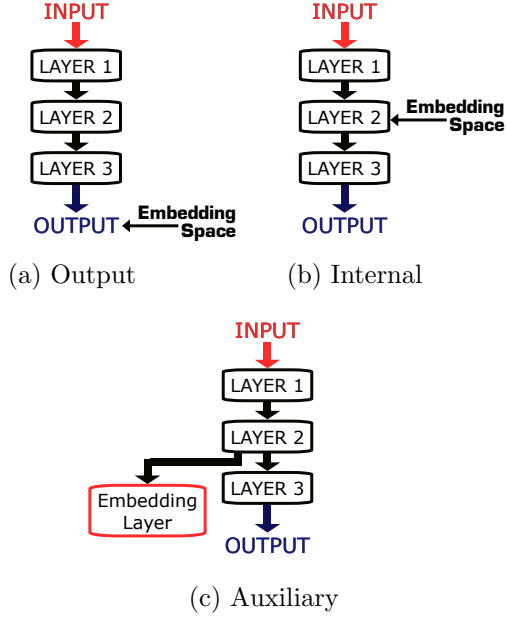 INPUT
LAYER 1
LAYER 2
LAYER 3
OUTPUT
Embedding
Space
(a) Output
INPUT
LAYER 1
LAYER 2
LAYER 3
OUTPUT
Embedding
Space
(b) Internal
INPUT
LAYER 1
LAYER 2
LAYER 3
Embedding
Layer
OUTPUT
(c) Auxiliary